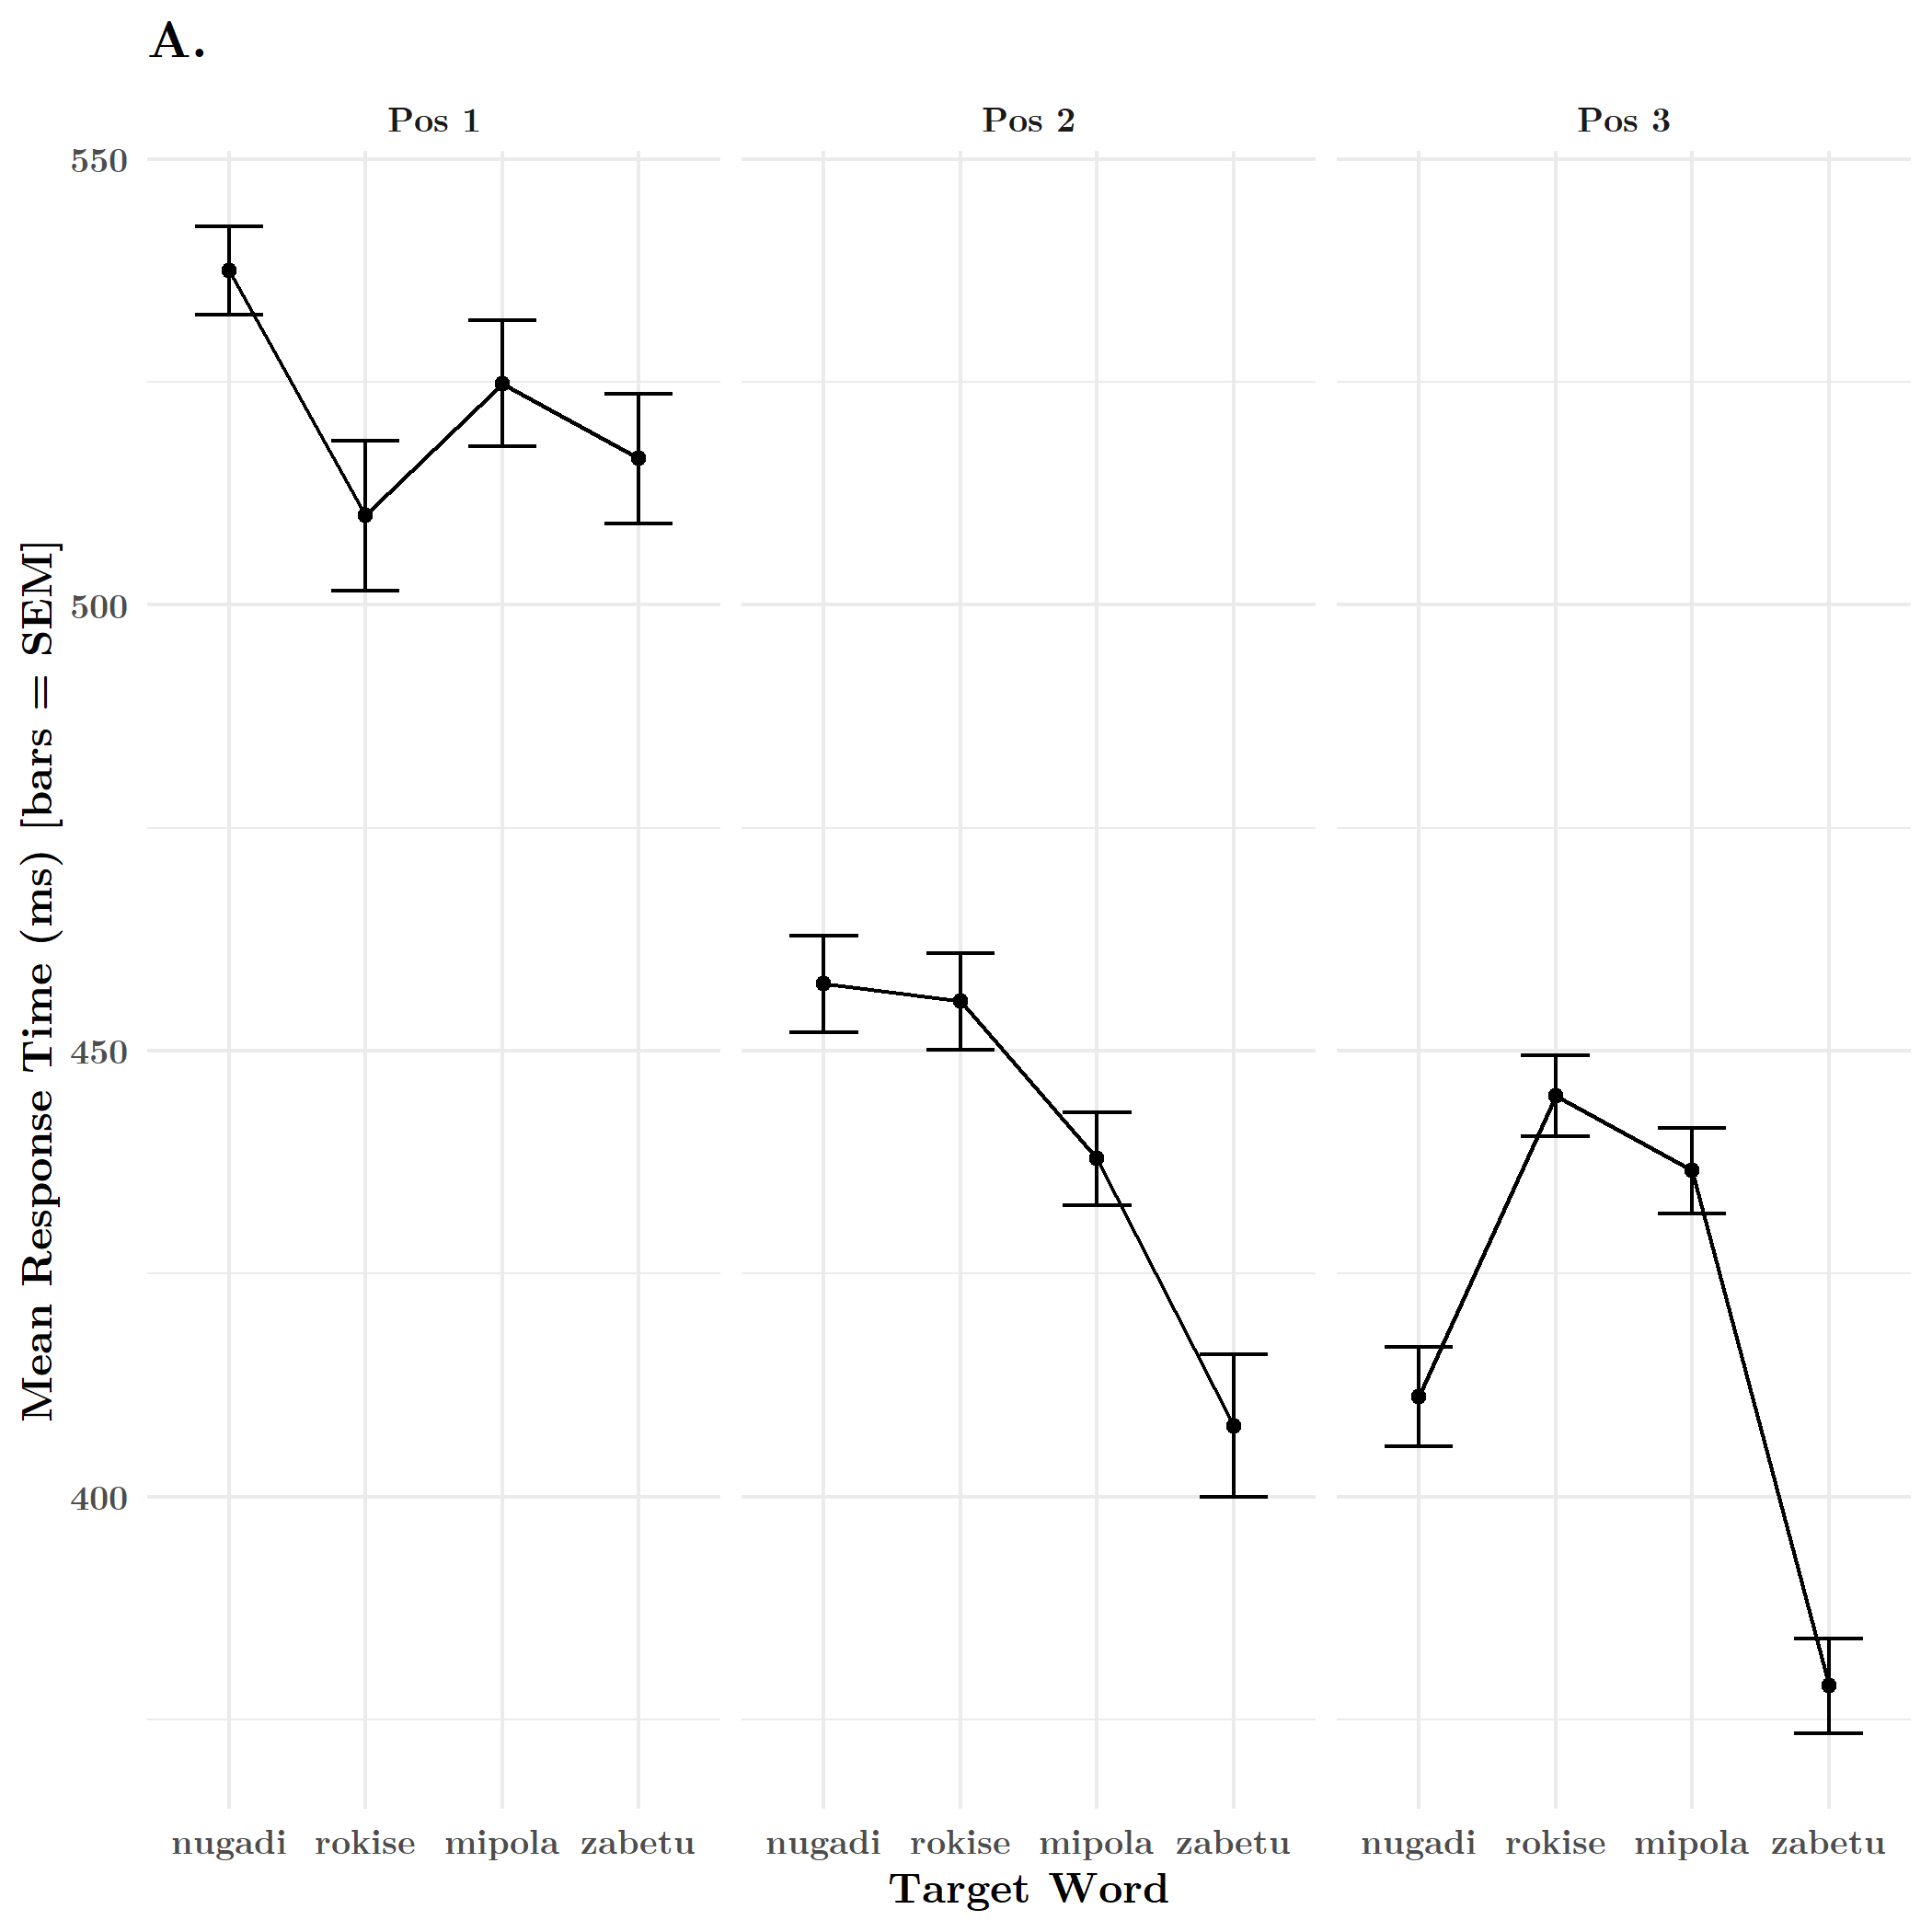 A.
Pos 1 Pos 2 Pos 3
550
500
450
400
Mean Response Time (ms) [bars = SEM]
nugadi rokise mipola zabetu nugadi rokise mipola zabetu nugadi rokise mipola zabetu
Target Word